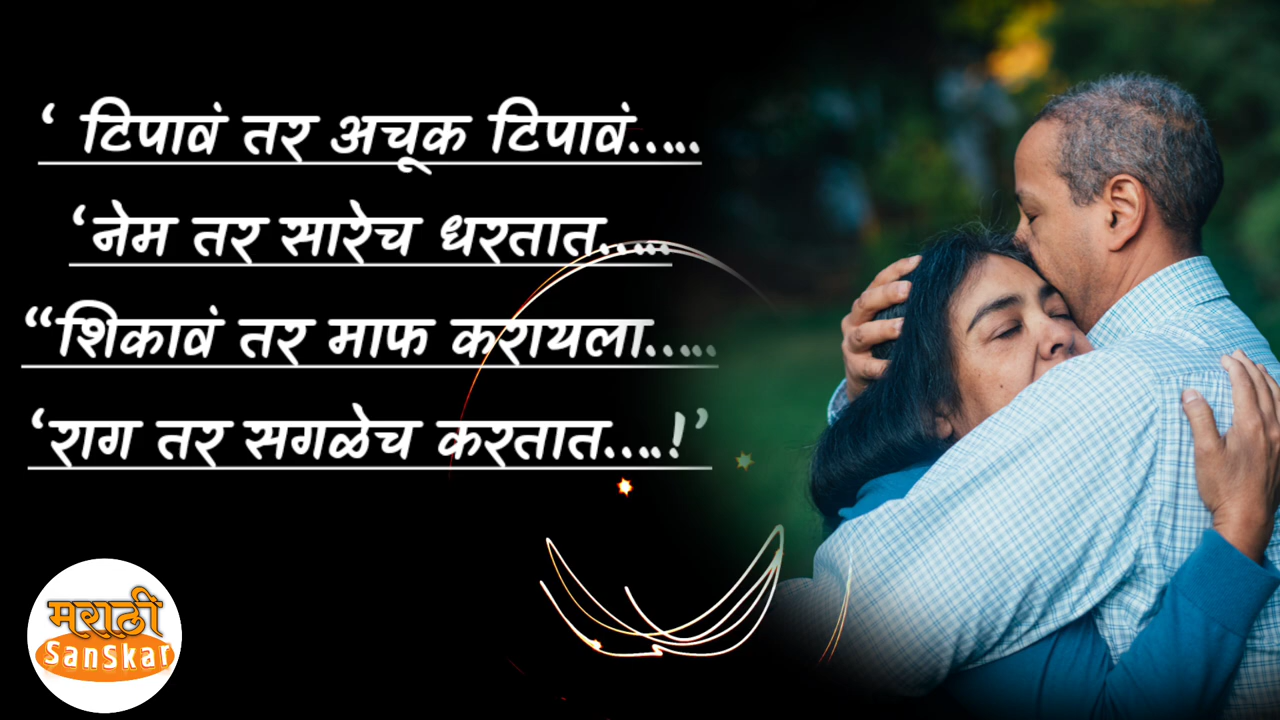 ‘ टिपावं तर अचूक टिपावं.....
‘नेम तर सारेच धरतात.....
“शिकावं तर माफ करायला.....
‘राग तर सगळेच करतात....!’
मराठी
SanSkar